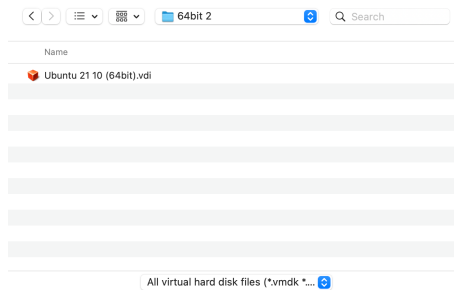 64bit 2
Search
Name
Ubuntu 21 10 (64bit).vdi
All virtual hard disk files (*.vmdk *....